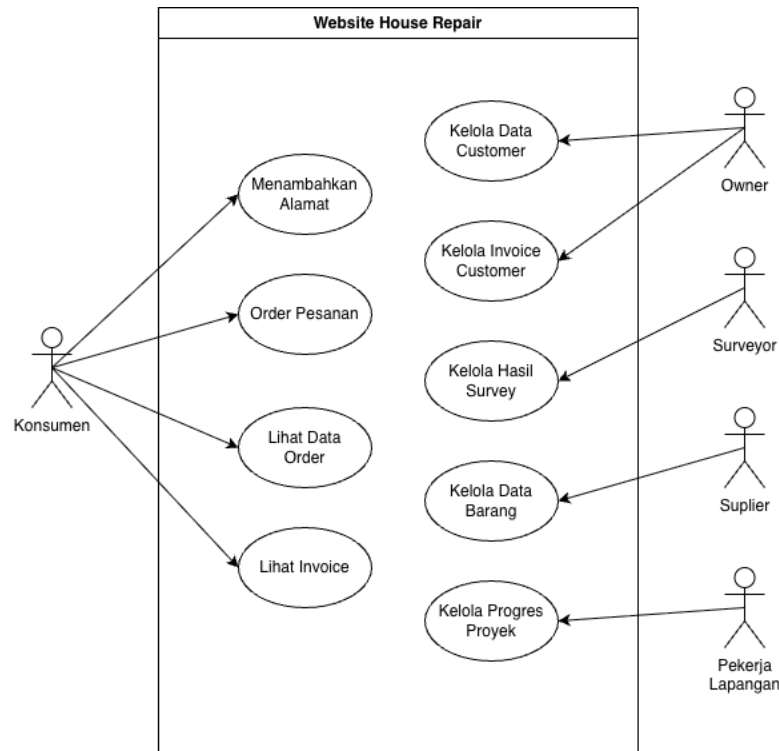 Website House Repair
Kelola Data
Customer
Owner
Menambahkan
Alamat
Kelola Invoice
Customer
Order Pesanan
Surveyor
Konsumen
Kelola Hasil
Survey
Lihat Data
Order
Kelola Data
Barang
Suplier
Lihat Invoice
Kelola Progres
Proyek
Pekerja
Lapangan